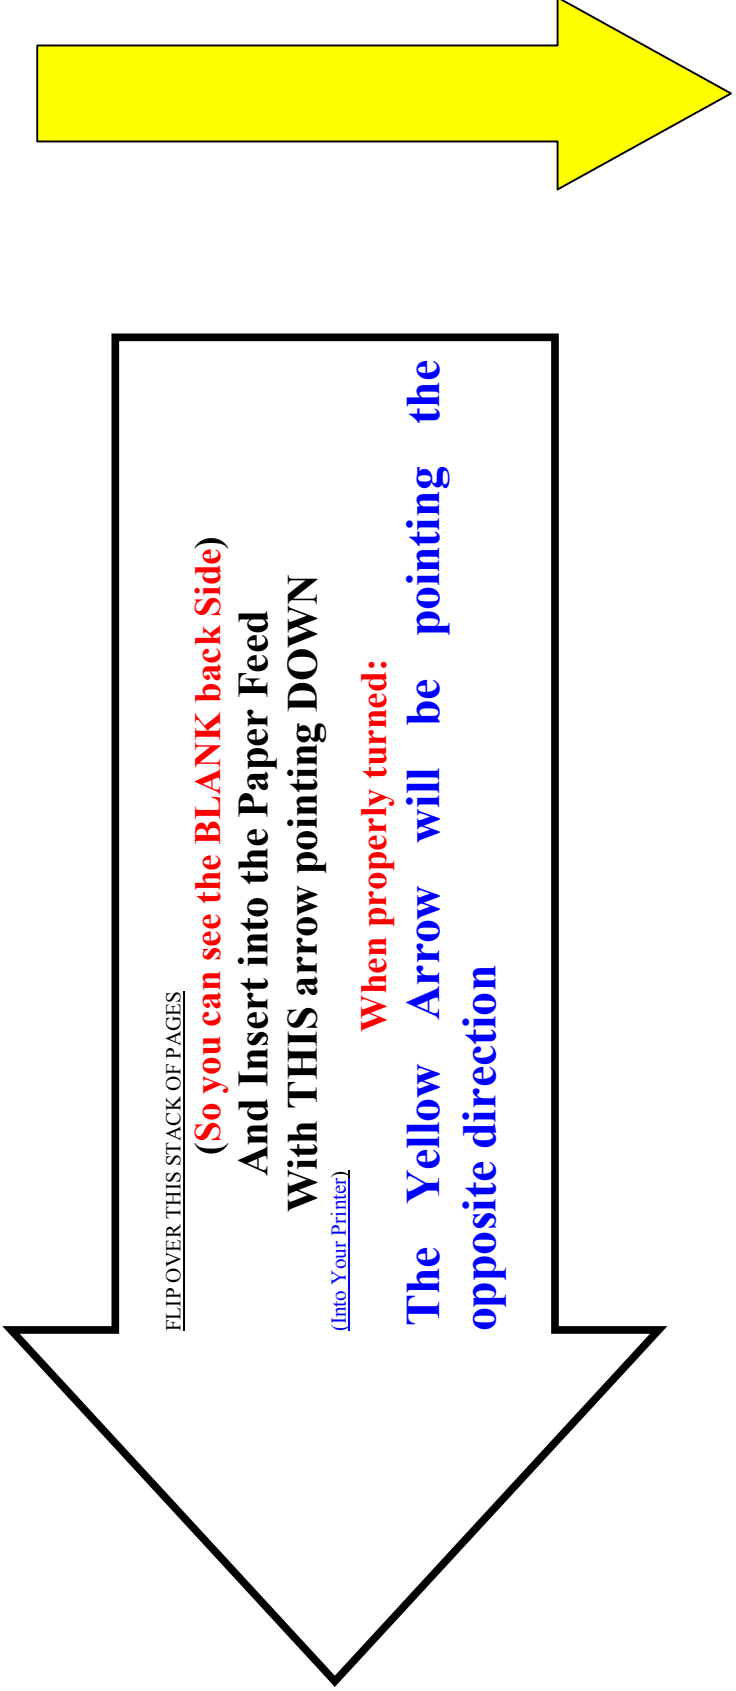 FLIP OVER THIS STACK OF PAGES
(So you can see the BLANK back Side)
And Insert into the Paper Feed
With THIS arrow pointing DOWN
(Into Your Printer)
When properly turned:
The Yellow Arrow will be pointing the
opposite direction